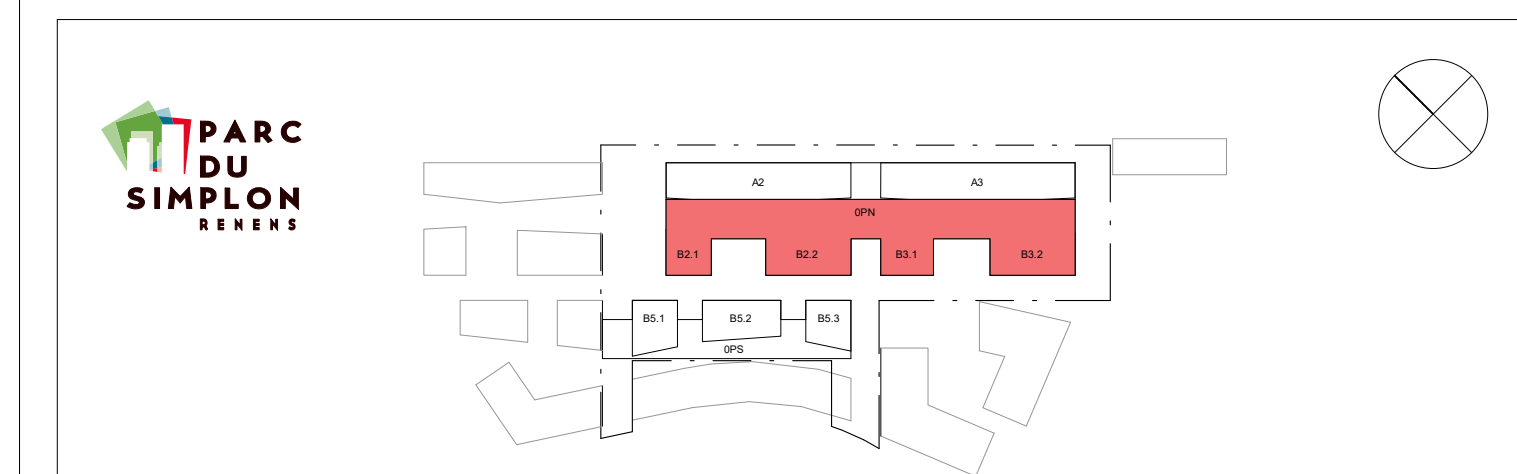 PARC
DU
SIMPLON
RENENS
A2
A3
0PN
B2.1
B2.2
B3.1
B3.2
B5.1
B5.2
B5.3
0PS